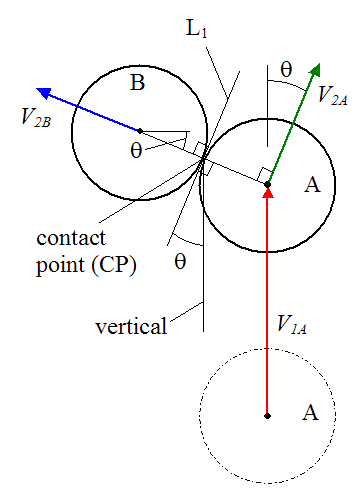 L1
B
θ
V2A
V2B
θ
A
contact
point (CP)
θ
vertical
V1A
A